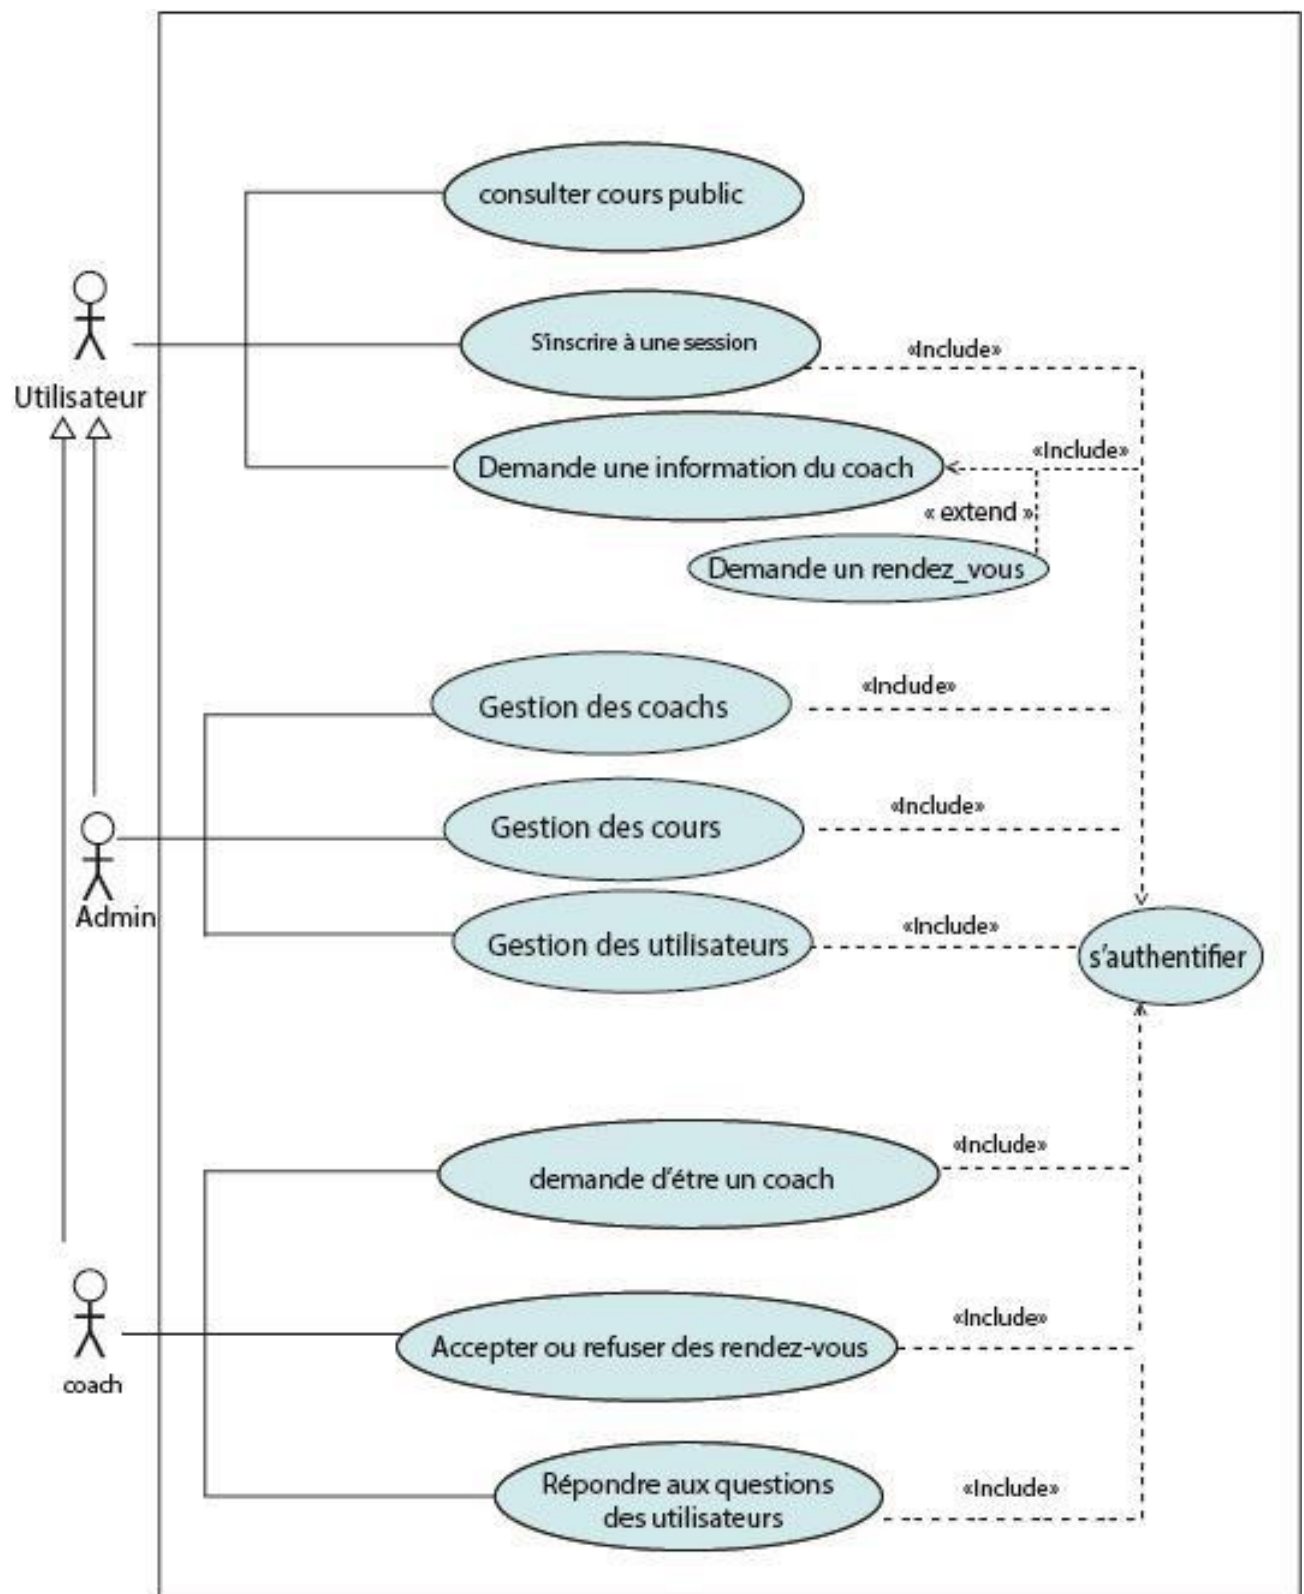 consulter cours public
Utilisateur
S'inscrire à une session
«Include»
Demande une information du coach
«Include»
« extend »
Demande un rendez_vous
Gestion des coachs
«Include»
Admin
Gestion des cours
«Include»
Gestion des utilisateurs
«Include»
s'authentifier
demande d'étre un coach
«Include»
coach
Accepter ou refuser des rendez-vous
«Include»
Répondre aux questions
des utilisateurs
«Include»